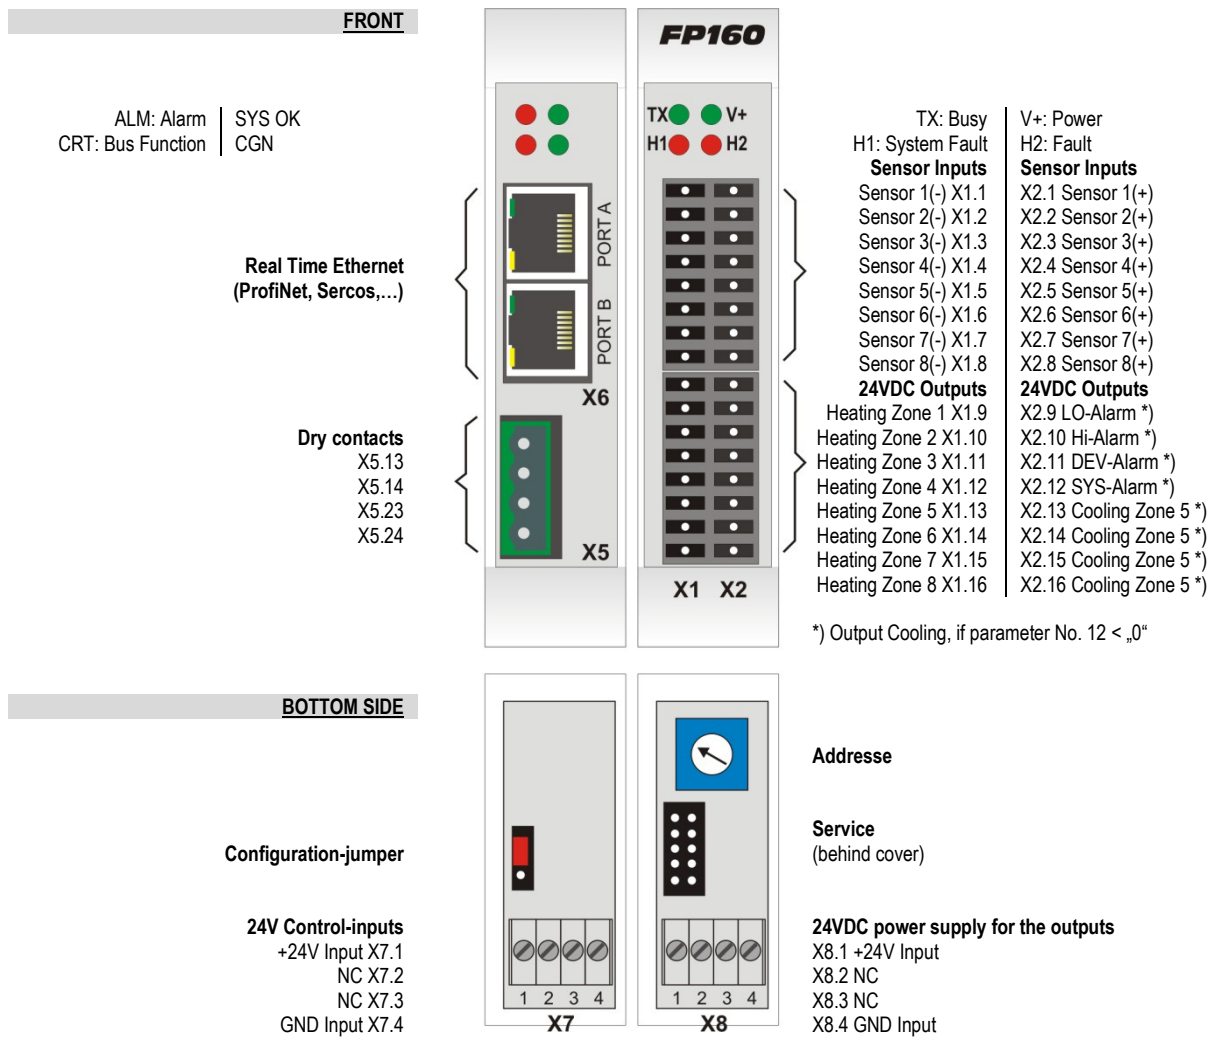 FRONT
FP160
ALM: Alarm SYS OK
CRT: Bus Function CGN
TX V+
H1 H2
TX: Busy V+: Power
H1: System Fault H2: Fault
Sensor Inputs Sensor Inputs
Sensor 1(-) X1.1 X2.1 Sensor 1(+)
Sensor 2(-) X1.2 X2.2 Sensor 2(+)
Sensor 3(-) X1.3 X2.3 Sensor 3(+)
Sensor 4(-) X1.4 X2.4 Sensor 4(+)
Sensor 5(-) X1.5 X2.5 Sensor 5(+)
Sensor 6(-) X1.6 X2.6 Sensor 6(+)
Sensor 7(-) X1.7 X2.7 Sensor 7(+)
Sensor 8(-) X1.8 X2.8 Sensor 8(+)
24VDC Outputs 24VDC Outputs
Heating Zone 1 X1.9 X2.9 LO-Alarm *)
Heating Zone 2 X1.10 X2.10 Hi-Alarm *)
Heating Zone 3 X1.11 X2.11 DEV-Alarm *)
Heating Zone 4 X1.12 X2.12 SYS-Alarm *)
Heating Zone 5 X1.13 X2.13 Cooling Zone 5 *)
Heating Zone 6 X1.14 X2.14 Cooling Zone 5 *)
Heating Zone 7 X1.15 X2.15 Cooling Zone 5 *)
Heating Zone 8 X1.16 X2.16 Cooling Zone 5 *)
*) Output Cooling, if parameter No. 12 < „0“
Real Time Ethernet
(ProfiNet, Sercos,…)
PORT A
PORT B
X6
Dry contacts
X5.13
X5.14
X5.23
X5.24
X5
X1 X2
BOTTOM SIDE
Addresse
Service
(behind cover)
Configuration-jumper
24V Control-inputs
+24V Input X7.1
NC X7.2
NC X7.3
GND Input X7.4
1 2 3 4
X7
1 2 3 4
X8
24VDC power supply for the outputs
X8.1 +24V Input
X8.2 NC
X8.3 NC
X8.4 GND Input